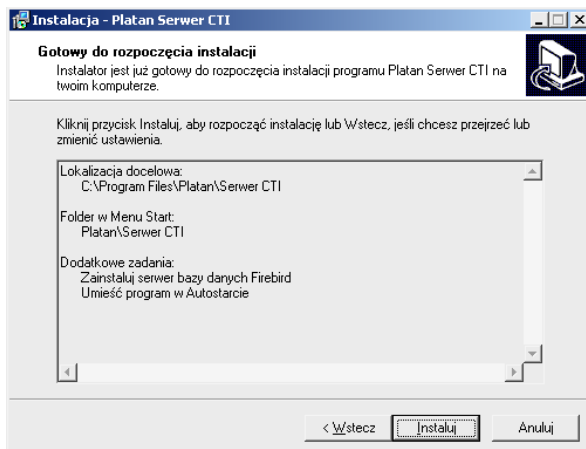 Instalacja - Platan Serwer CTI
Gotowy do rozpoczęcia instalacji
Instalator jest już gotowy do rozpoczęcia instalacji programu Platan Serwer CTI na
twoim komputerze.
Kliknij przycisk Instaluj, aby rozpocząć instalację lub Wstecz, jeśli chcesz przejrzeć lub
zmienić ustawienia.
Lokalizacja docelowa:
C:\Program Files\Platan\Serwer CTI
Folder w Menu Start:
Platan\Serwer CTI
Dodatkowe zadania:
Zainstaluj serwer bazy danych Firebird
Umieść program w Autostarcie
< Wstecz Instaluj Anuluj